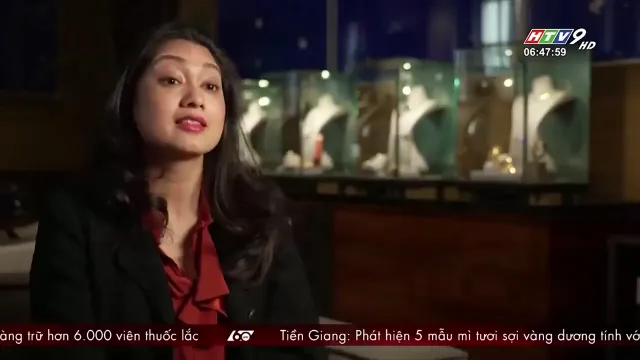 HTV9 HD
06:47:59
àng trữ hơn 6.000 viên thuốc lắc 60 Tiền Giang: Phát hiện 5 mẫu mì tươi sợi vàng dương tính vớ